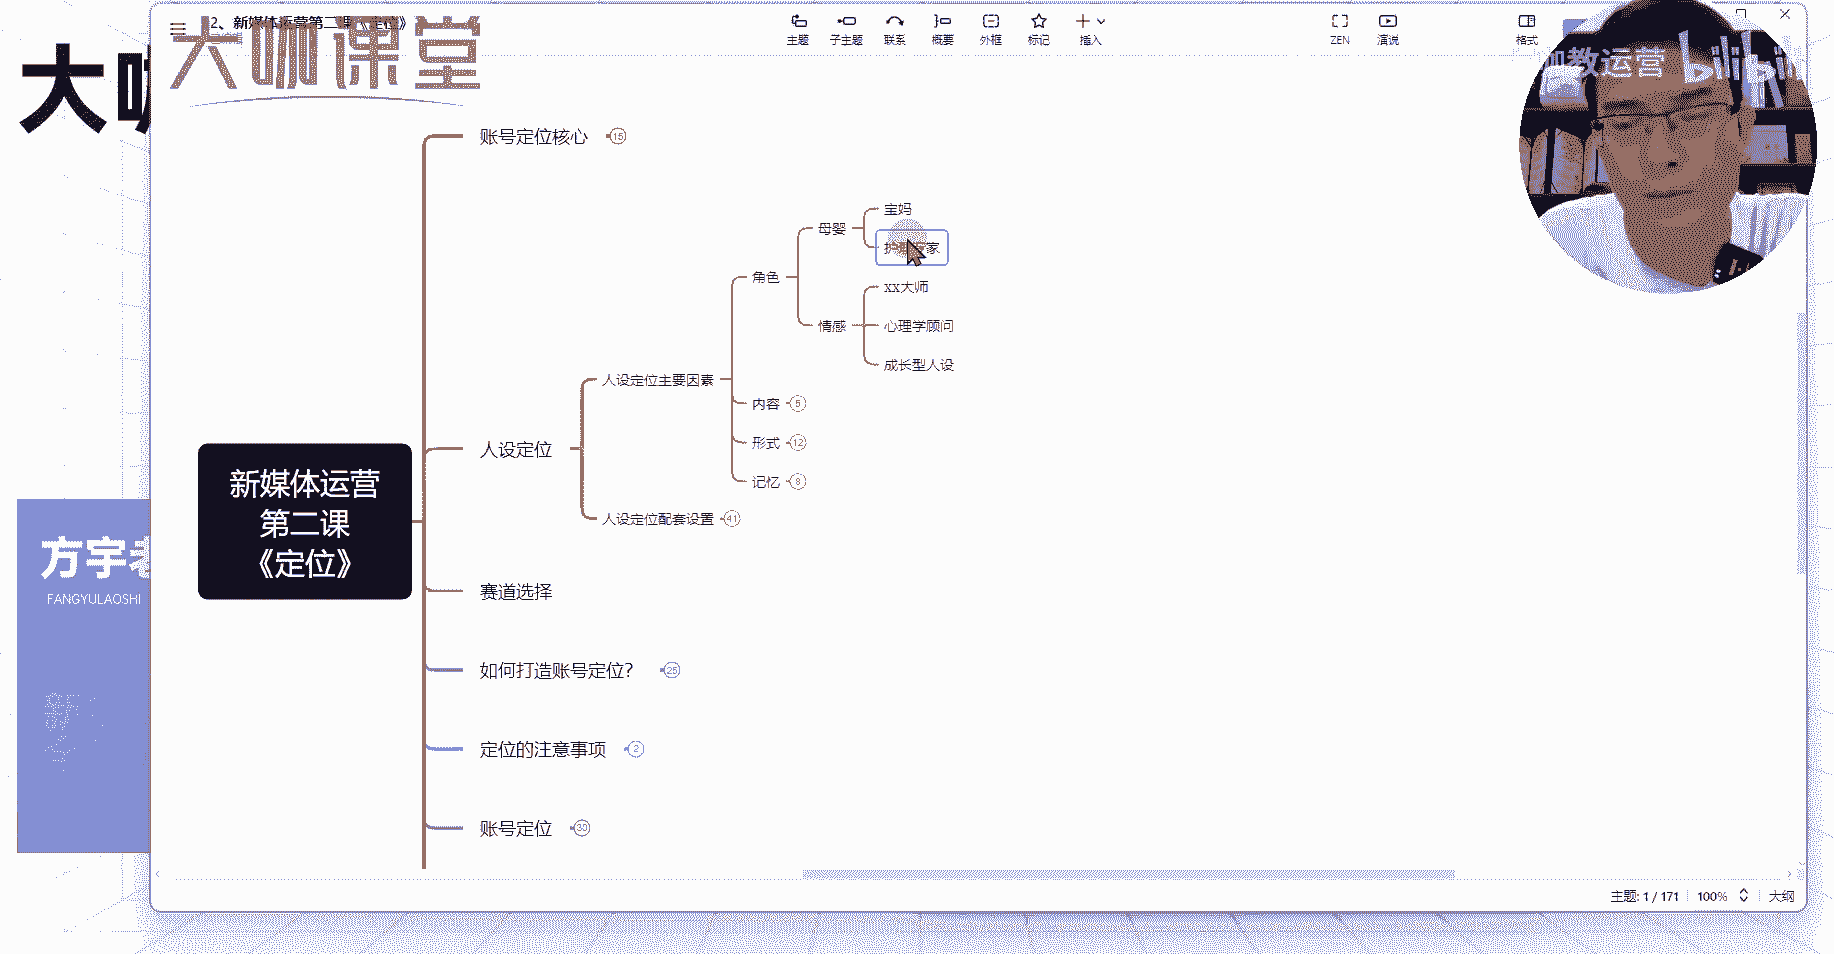 2、新媒体运营第二课《定位》
已编辑
大咖课堂
主题
子主题
联系
概要
外框
标记
插入
ZEN
演说
格式
咖教运营
bilibili
大咖
账号定位核心
15
宝妈
母婴
家
角色
xx大师
情感
心理学顾问
成长型人设
人设定位主要因素
内容
5
形式
12
人设定位
记忆
8
人设定位配套设置
41
新媒体运营
第二课
《定位》
方宇老
FANGYULAOSHI
赛道选择
如何打造账号定位?
25
定位的注意事项
2
账号定位
30
主题: 1 / 171
100%
大纲